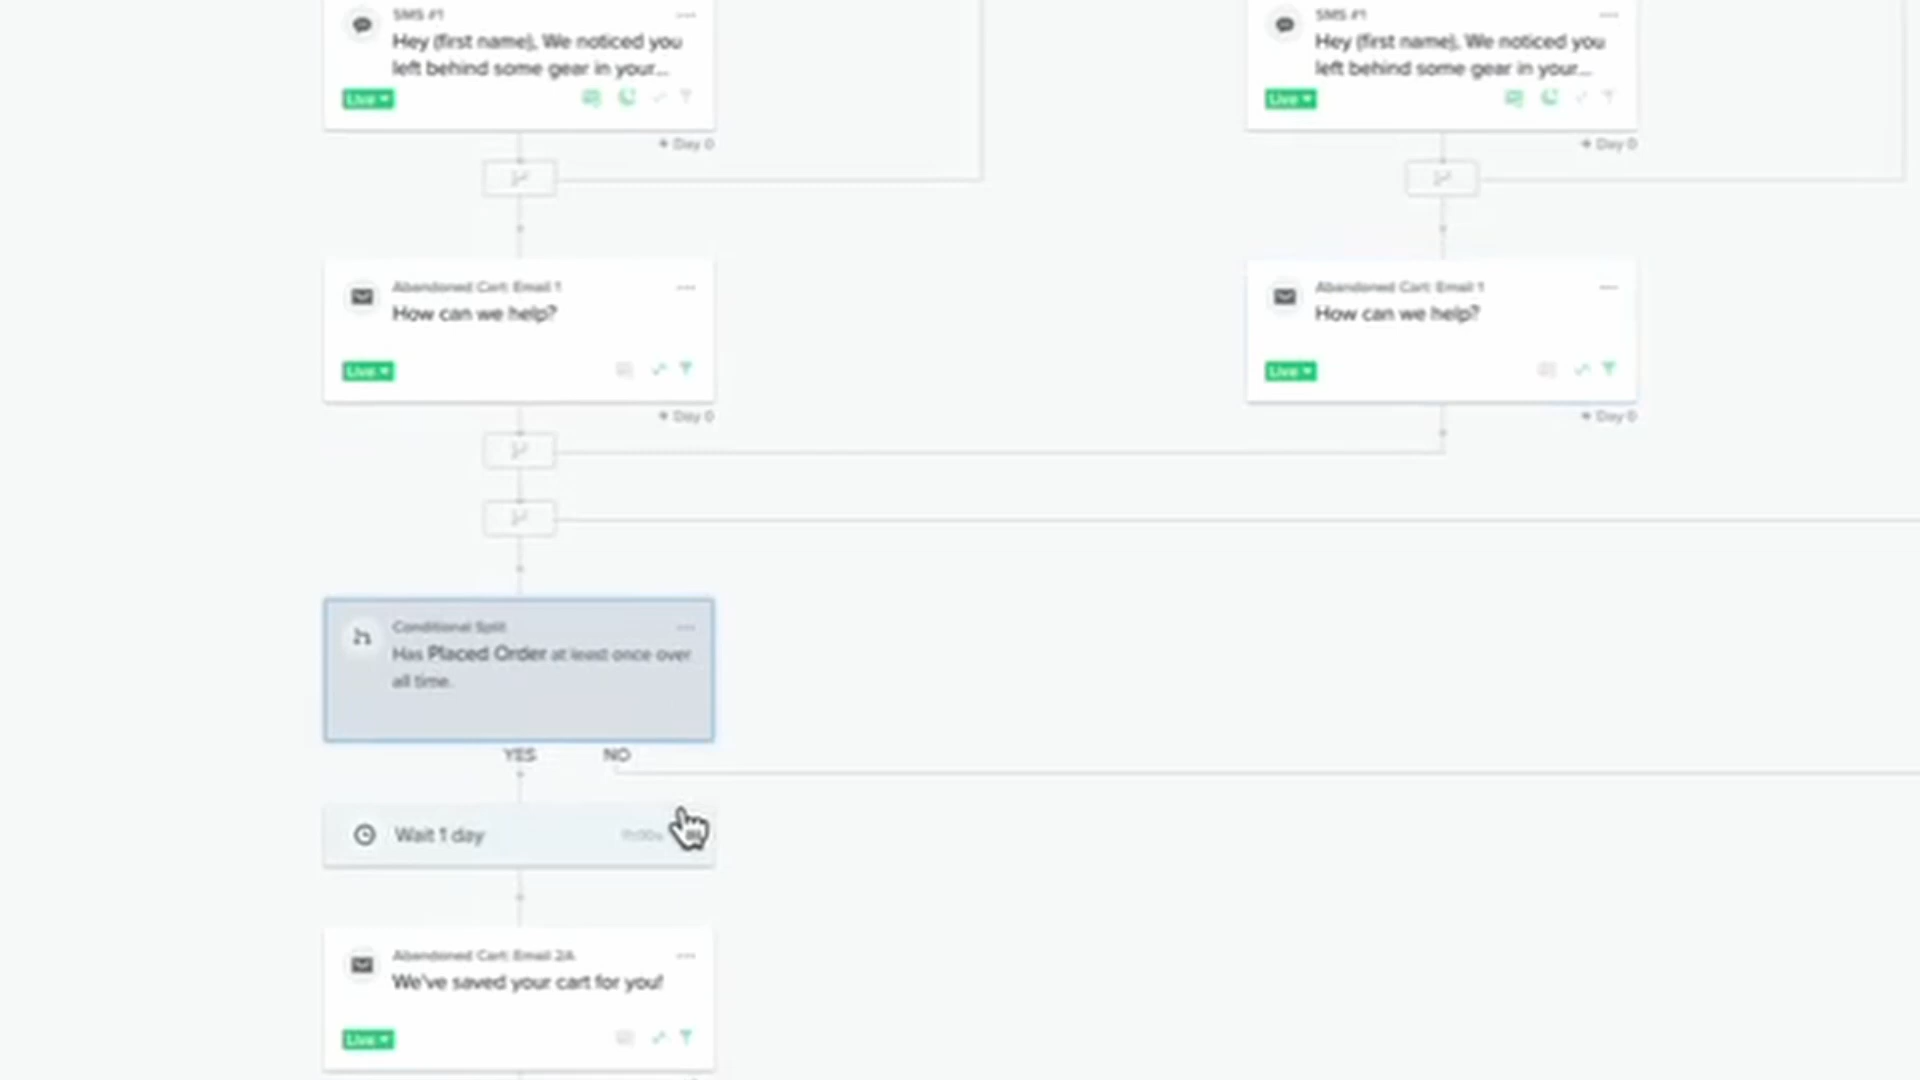 SMS #1
Hey (first name), We noticed you
left behind some gear in your...
Live
Day 0
SMS #1
Hey (first name), We noticed you
left behind some gear in your...
Live
Day 0
Abandoned Cart: Email 1
How can we help?
Live
Day 0
Abandoned Cart: Email 1
How can we help?
Live
Day 0
Conditional Split
Has Placed Order at least once over
all time.
YES
NO
Wait 1 day
Abandoned Cart: Email 2A
We've saved your cart for you!
Live